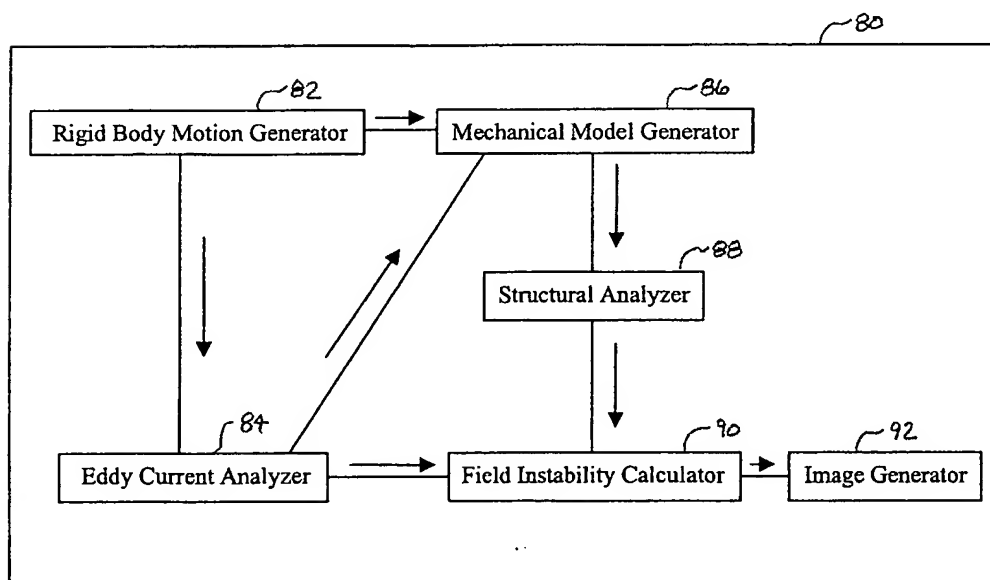 80
82
86
Rigid Body Motion Generator
Mechanical Model Generator
88
Structural Analyzer
84
90
92
Eddy Current Analyzer
Field Instability Calculator
Image Generator